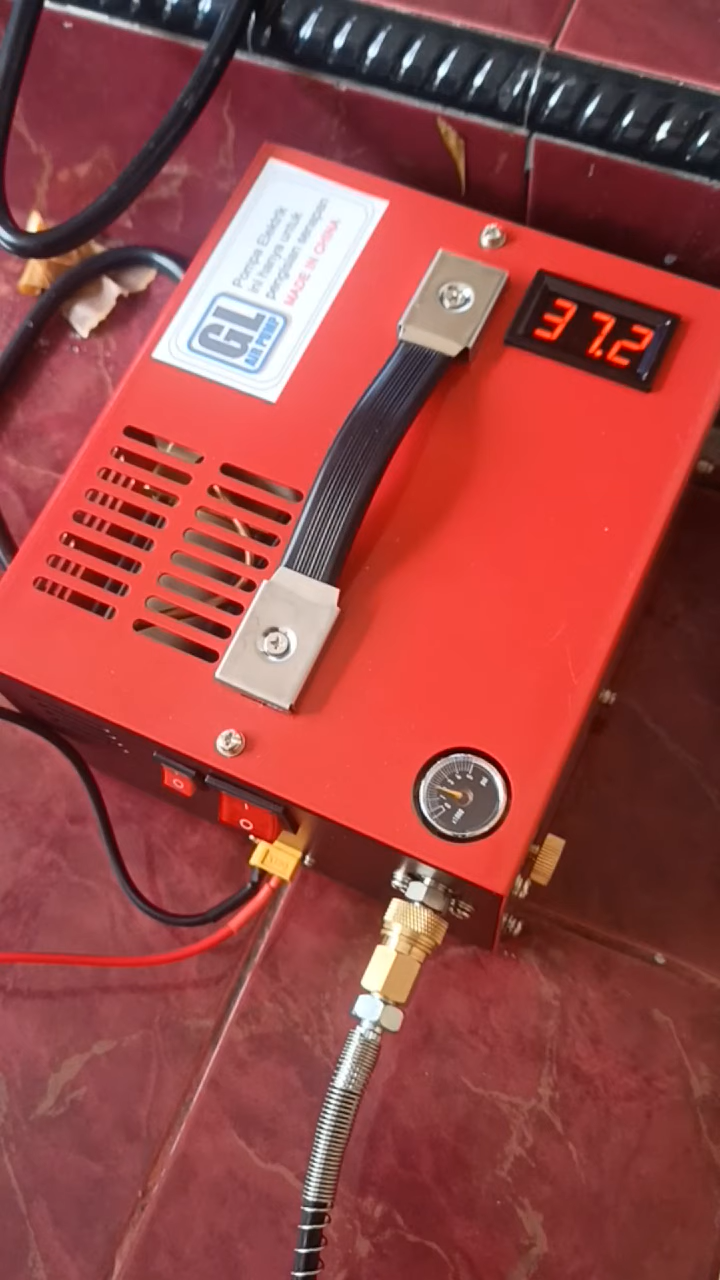 Pompa Elektrik
ini hanya untuk
pengisian senapan
MADE IN CHINA
GL
AIR PUMP
37.2